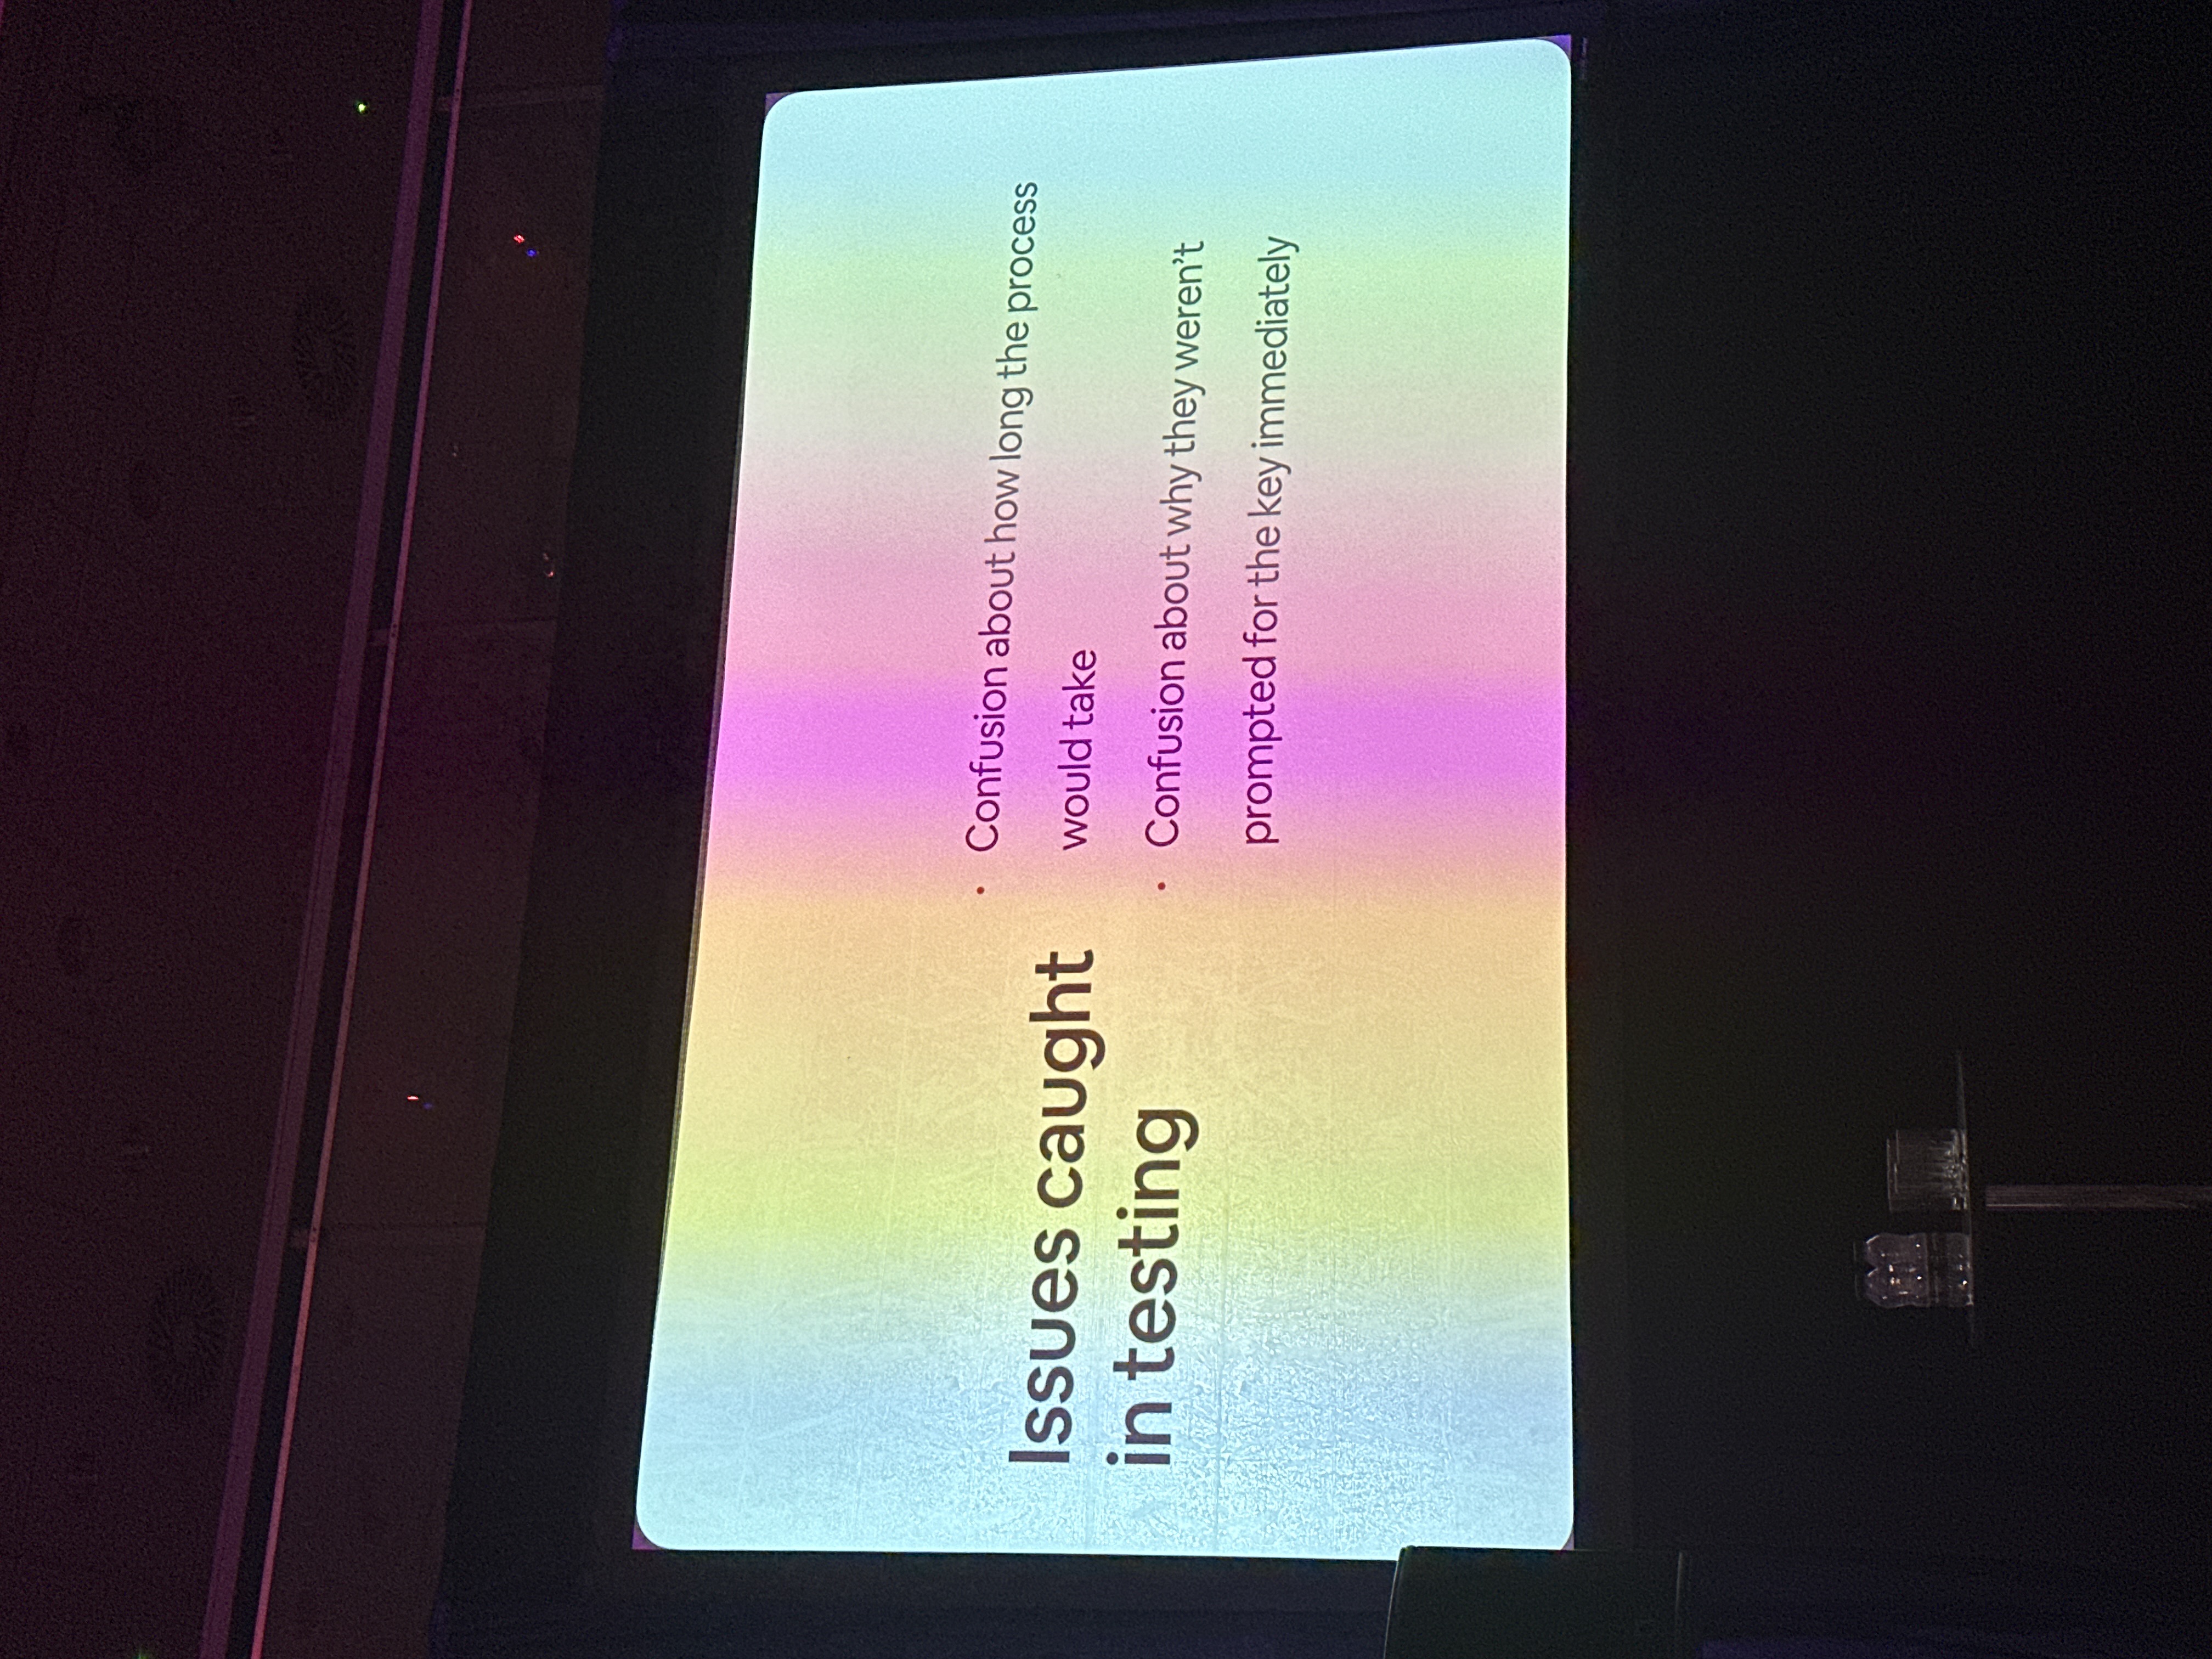 Issues caught
in testing
• Confusion about how long the process
would take
• Confusion about why they weren't
prompted for the key immediately